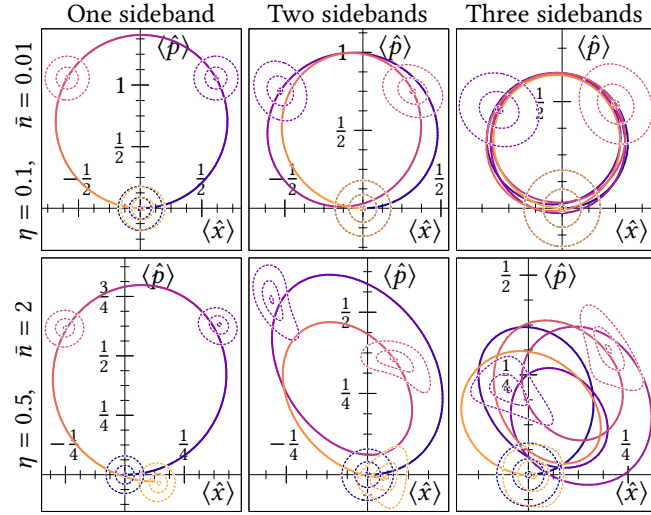 One sideband Two sidebands Three sidebands
η = 0.1, n̄ = 0.01
⟨p̂⟩ 1 1/2 −1/2 1/2 ⟨x̂⟩
⟨p̂⟩ 1 1/2 −1/2 1/2 ⟨x̂⟩
⟨p̂⟩ 1/2 ⟨x̂⟩
η = 0.5, n̄ = 2
⟨p̂⟩ 3/4 1/2 1/4 −1/4 1/4 ⟨x̂⟩
⟨p̂⟩ 1/2 1/4 ⟨x̂⟩
1/2 ⟨p̂⟩ 1/4 1/4 ⟨x̂⟩